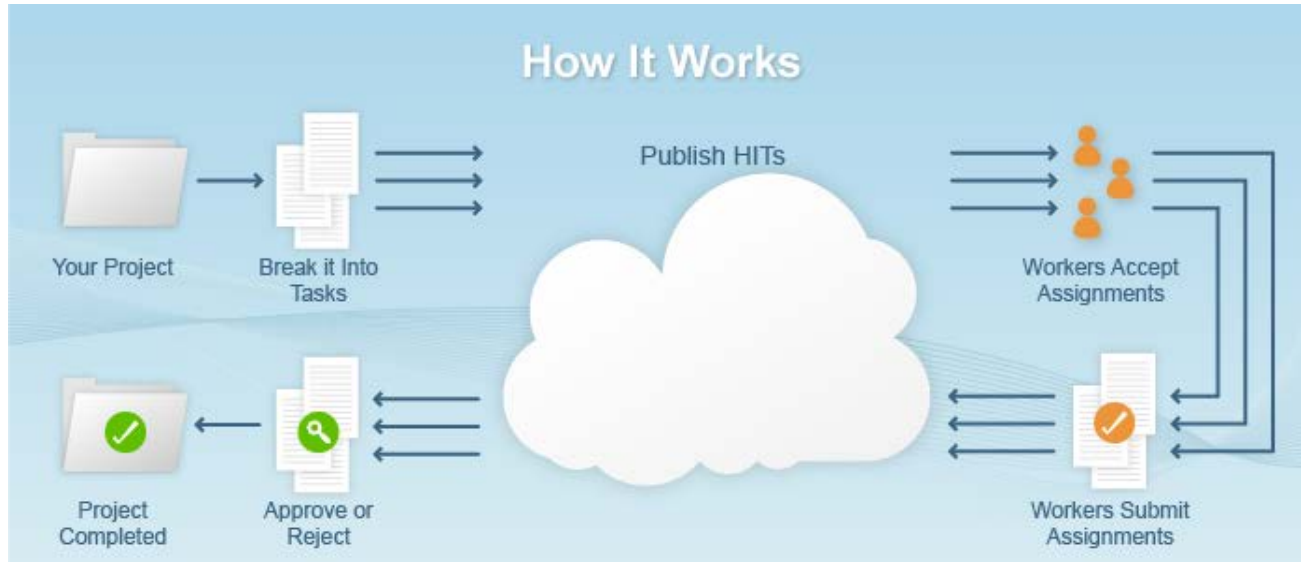 How It Works
Publish HITs
Your Project
Break it Into
Tasks
Workers Accept
Assignments
Project
Completed
Approve or
Reject
Workers Submit
Assignments